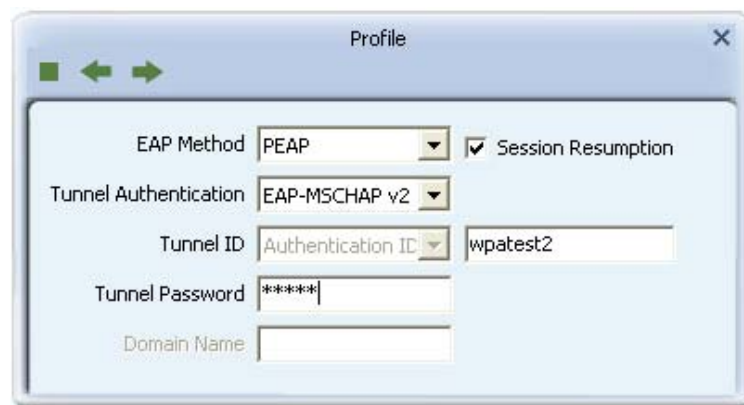 Profile
EAP Method PEAP Session Resumption
Tunnel Authentication EAP-MSCHAP v2
Tunnel ID Authentication ID wpatest2
Tunnel Password *****
Domain Name